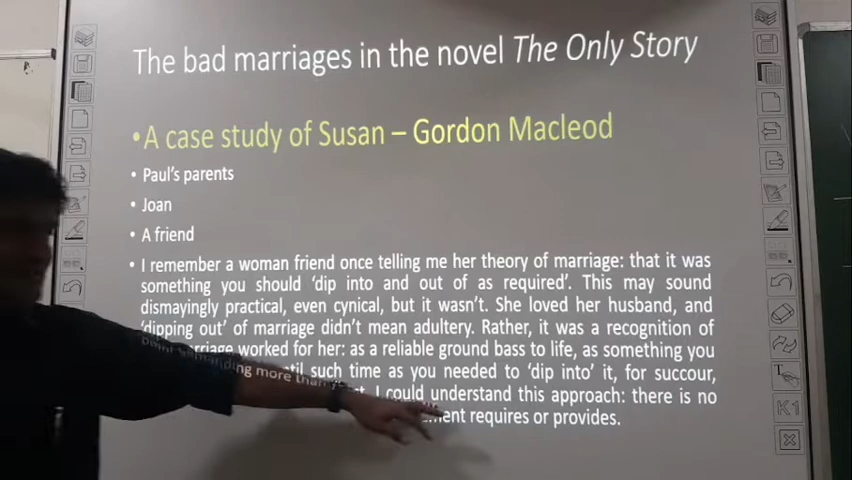 The bad marriages in the novel The Only Story
•A case study of Susan – Gordon Macleod
• Paul's parents
• Joan
• A friend
• I remember a woman friend once telling me her theory of marriage: that it was
something you should 'dip into and out of as required'. This may sound
dismayingly practical, even cynical, but it wasn't. She loved her husband, and
'dipping out' of marriage didn't mean adultery. Rather, it was a recognition of
worked for her: as a reliable ground bass to life, as something you
such time as you needed to 'dip into' it, for succour,
I could understand this approach: there is no
requires or provides.
more than
K1